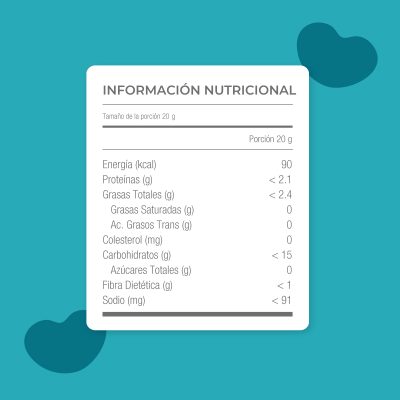 INFORMACIÓN NUTRICIONAL
Tamaño de la porción 20 g
Porción 20 g
Energía (kcal) 90
Proteínas (g) < 2.1
Grasas Totales (g) < 2.4
Grasas Saturadas (g) 0
Ac. Grasos Trans (g) 0
Colesterol (mg) 0
Carbohidratos (g) < 15
Azúcares Totales (g) 0
Fibra Dietética (g) < 1
Sodio (mg) < 91